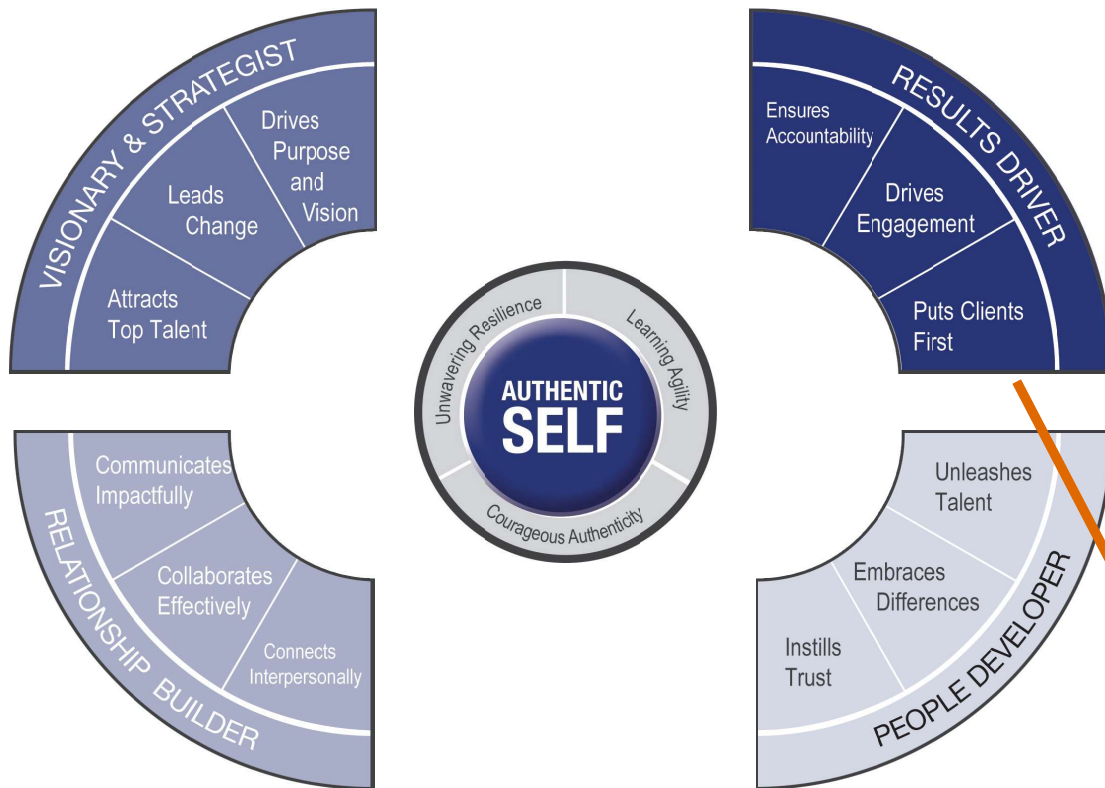 VISIONARY & STRATEGIST
Drives
Purpose
and
Vision
Leads
Change
Attracts
Top Talent
RESULTS DRIVER
Ensures
Accountability
Drives
Engagement
Puts Clients
First
Unwavering Resilience
Learning Agility
AUTHENTIC
SELF
Courageous Authenticity
Communicates
Impactfully
Collaborates
Effectively
Connects
Interpersonally
RELATIONSHIP BUILDER
Unleashes
Talent
Embraces
Differences
Instills
Trust
PEOPLE DEVELOPER